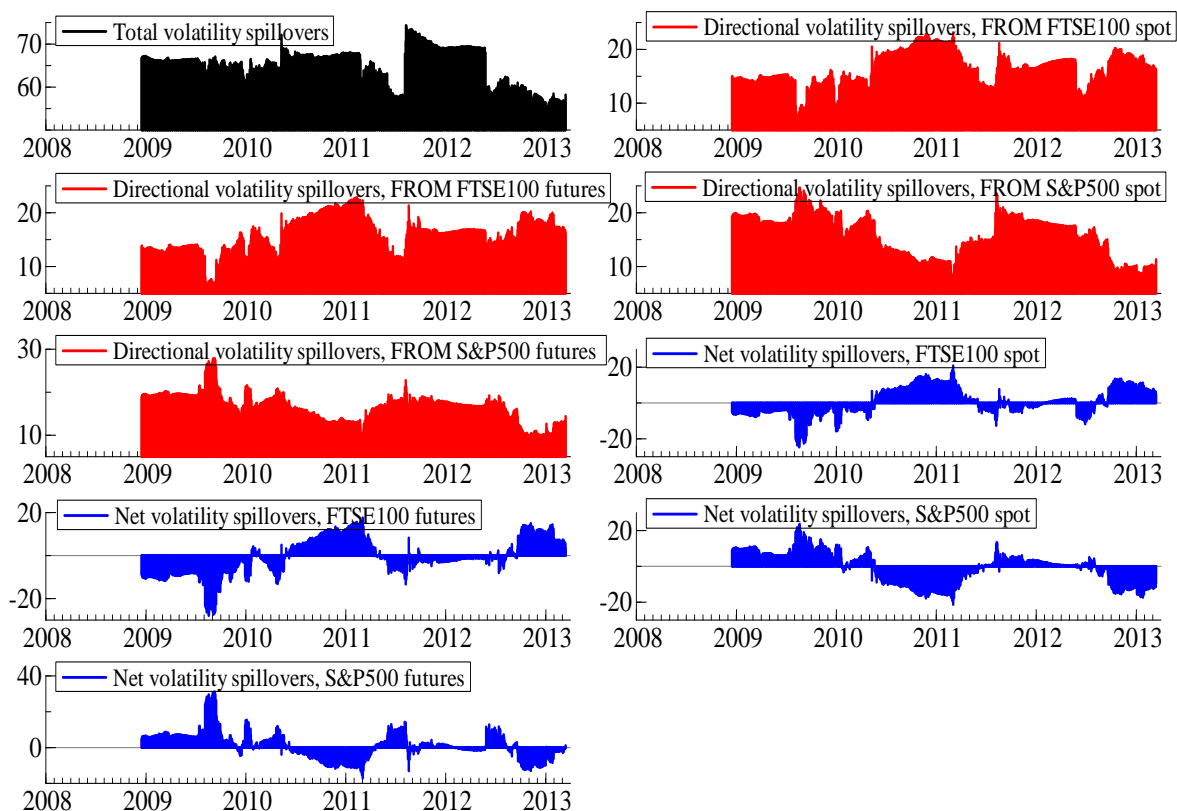 Total volatility spillovers
70
60
2008 2009 2010 2011 2012 2013
Directional volatility spillovers, FROM FTSE100 spot
20
10
2008 2009 2010 2011 2012 2013
Directional volatility spillovers, FROM FTSE100 futures
20
10
2008 2009 2010 2011 2012 2013
Directional volatility spillovers, FROM S&P500 spot
20
10
2008 2009 2010 2011 2012 2013
Directional volatility spillovers, FROM S&P500 futures
30
10
2008 2009 2010 2011 2012 2013
Net volatility spillovers, FTSE100 spot
20
0
-20
2008 2009 2010 2011 2012 2013
Net volatility spillovers, FTSE100 futures
20
0
-20
2008 2009 2010 2011 2012 2013
Net volatility spillovers, S&P500 spot
20
0
-20
2008 2009 2010 2011 2012 2013
Net volatility spillovers, S&P500 futures
40
0
2008 2009 2010 2011 2012 2013